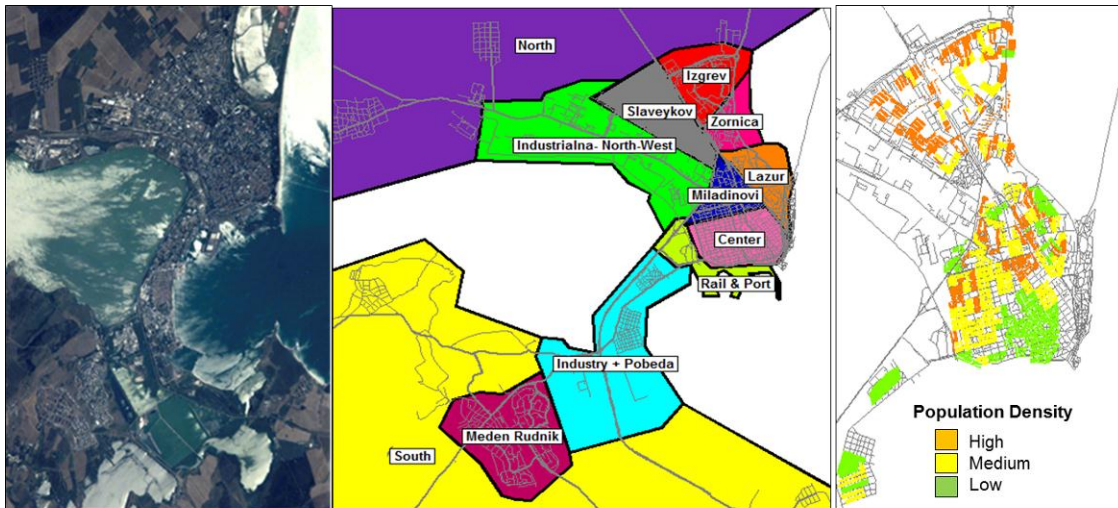 North
Izgrev
Slaveykov
Zornica
Industrialna- North-West
Lazur
Miladinovi
Center
Rail & Port
Industry + Pobeda
Meden Rudnik
South
Population Density
High
Medium
Low